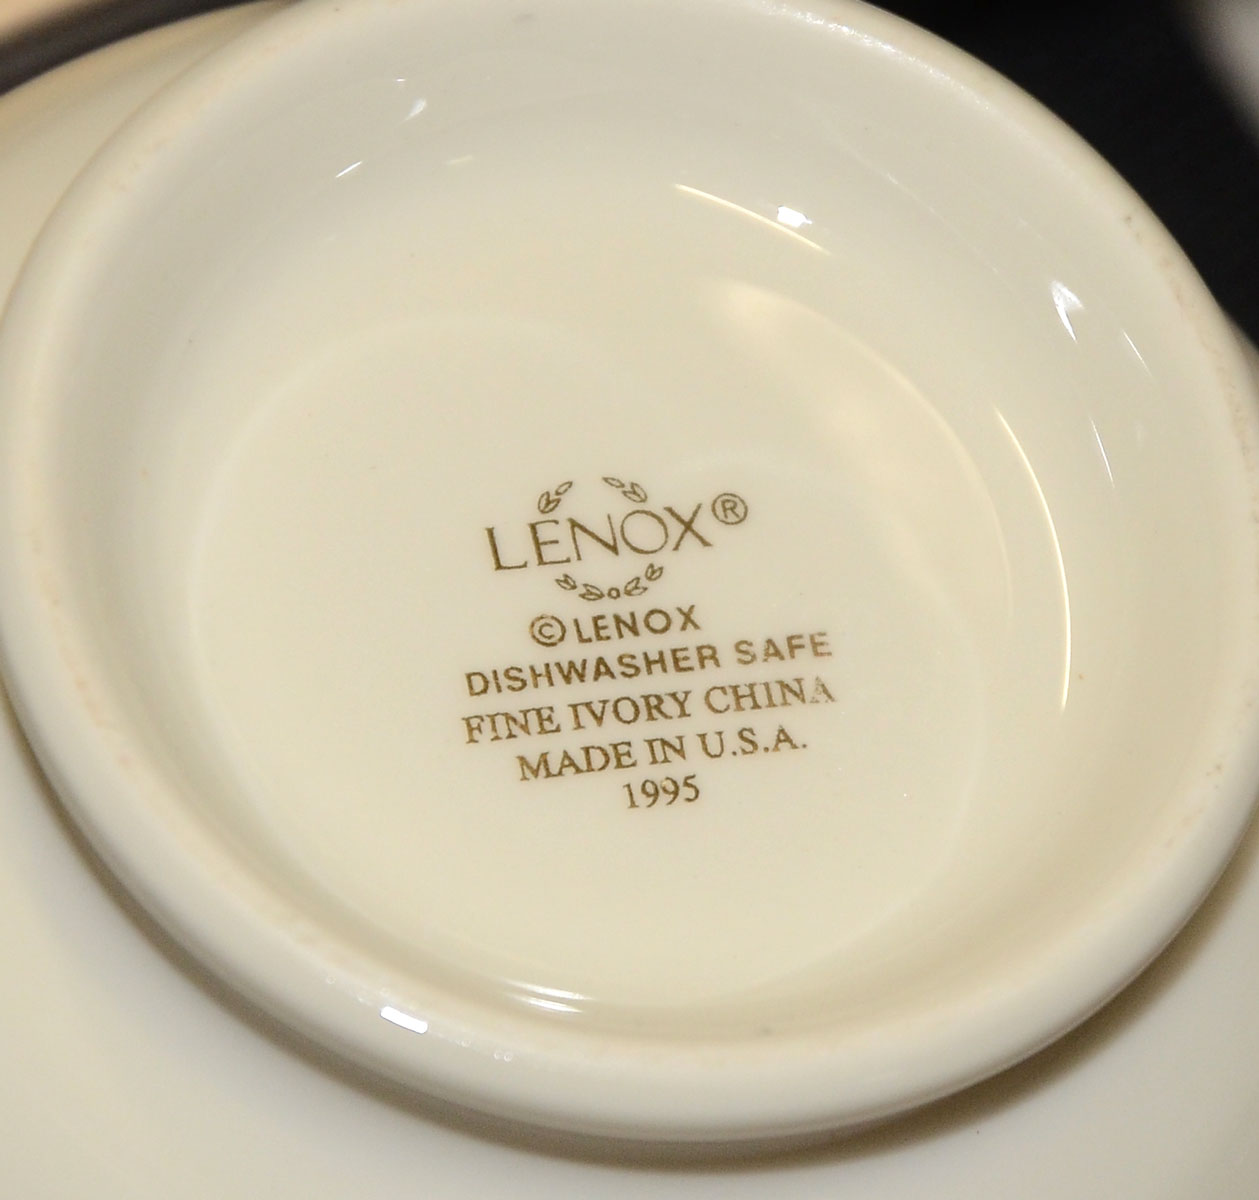 LENOX®
©LENOX
DISHWASHER SAFE
FINE IVORY CHINA
MADE IN U.S.A.
1995